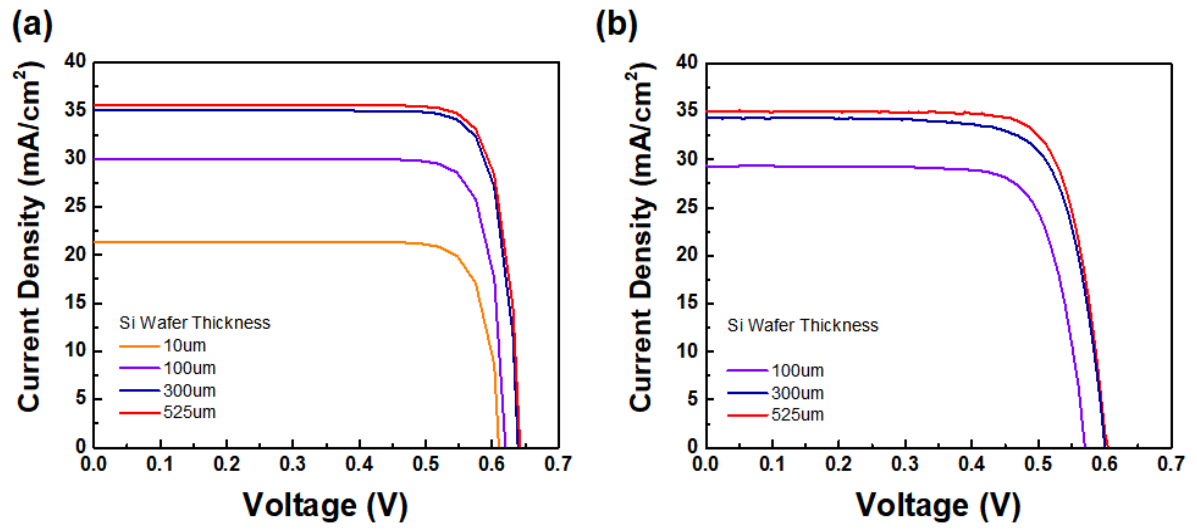 (a)
Current Density (mA/cm²)
40
35
30
25
20
15
10
5
0
Si Wafer Thickness
10um
100um
300um
525um
0.0 0.1 0.2 0.3 0.4 0.5 0.6 0.7
Voltage (V)
(b)
Current Density (mA/cm²)
40
35
30
25
20
15
10
5
0
Si Wafer Thickness
100um
300um
525um
0.0 0.1 0.2 0.3 0.4 0.5 0.6 0.7
Voltage (V)